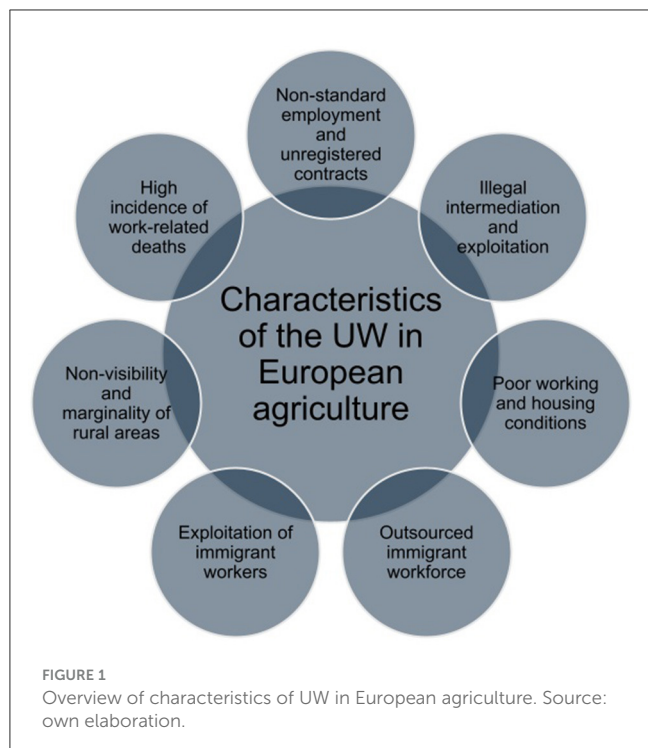 Non-standard
employment
and
unregistered
contracts
Illegal
intermediation
and
exploitation
Poor working
and housing
conditions
Outsourced
immigrant
workforce
Exploitation of
immigrant
workers
Non-visibility
and
marginality of
rural areas
High
incidence of
work-related
deaths
Characteristics
of the UW in
European
agriculture
FIGURE 1
Overview of characteristics of UW in European agriculture. Source:
own elaboration.